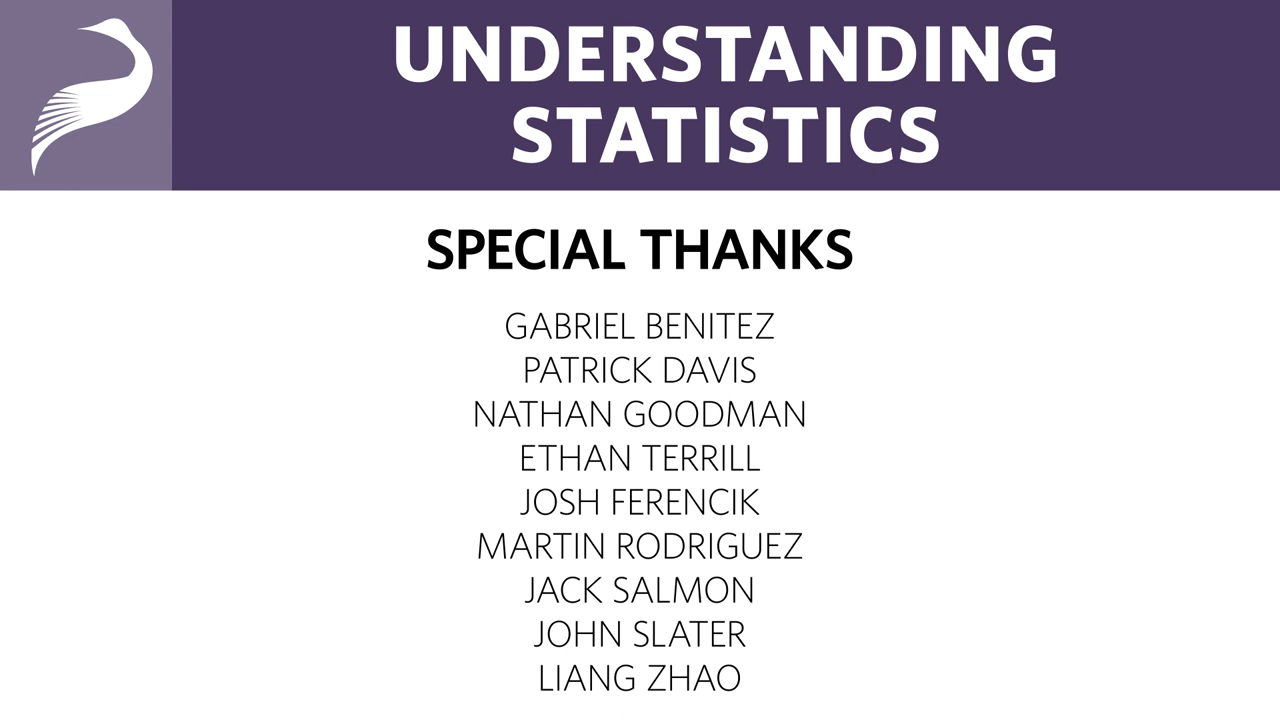 UNDERSTANDING
STATISTICS
SPECIAL THANKS
GABRIEL BENITEZ
PATRICK DAVIS
NATHAN GOODMAN
ETHAN TERRILL
JOSH FERENCIK
MARTIN RODRIGUEZ
JACK SALMON
JOHN SLATER
LIANG ZHAO